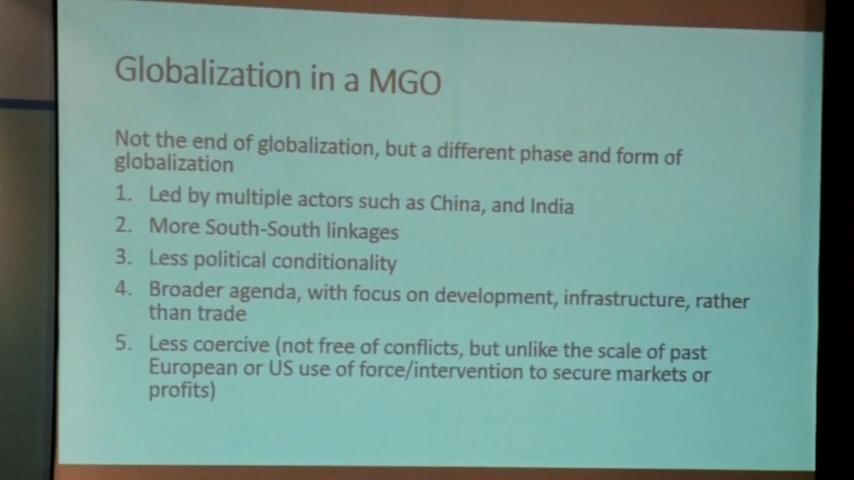 Globalization in a MGO
Not the end of globalization, but a different phase and form of
globalization
1. Led by multiple actors such as China, and India
2. More South-South linkages
3. Less political conditionality
4. Broader agenda, with focus on development, infrastructure, rather
than trade
5. Less coercive (not free of conflicts, but unlike the scale of past
European or US use of force/intervention to secure markets or
profits)